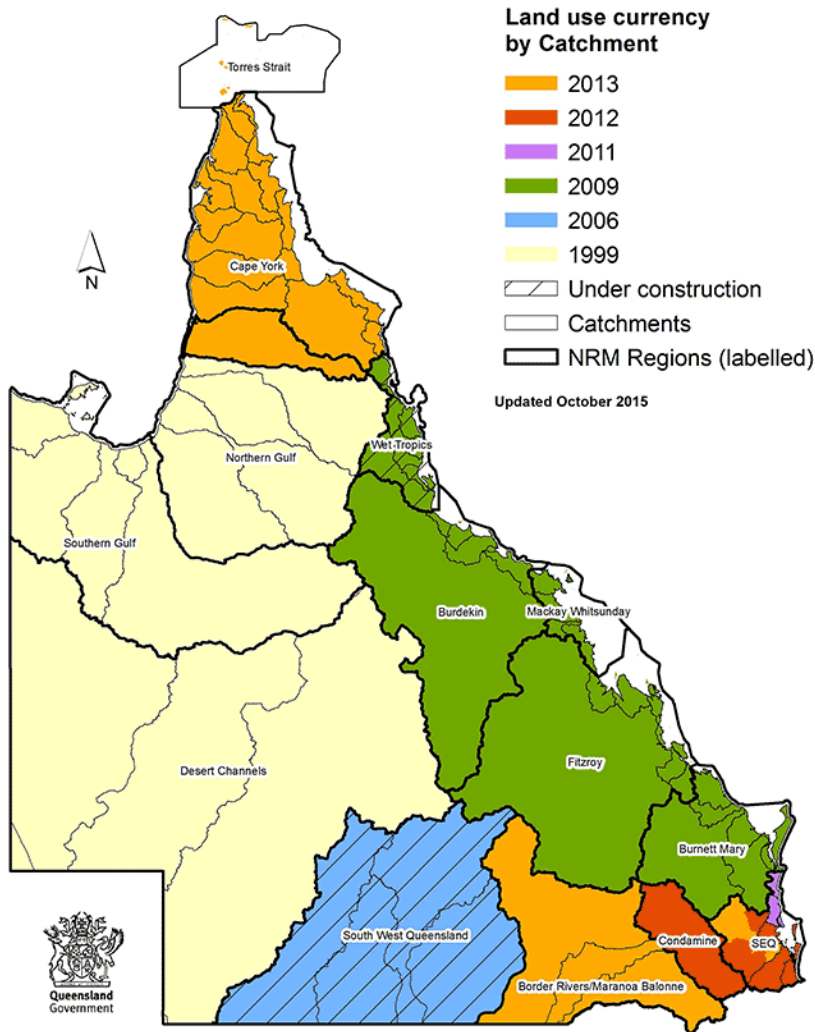 Land use currency
by Catchment
2013
2012
2011
2009
2006
1999
Under construction
Catchments
NRM Regions (labelled)
Updated October 2015
Torres Strait
Cape York
N
Wet Tropics
Northern Gulf
Southern Gulf
Burdekin
Mackay Whitsunday
Fitzroy
Desert Channels
Burnett Mary
South West Queensland
Condamine
SEQ
Border Rivers/Maranoa Balonne
Queensland
Government